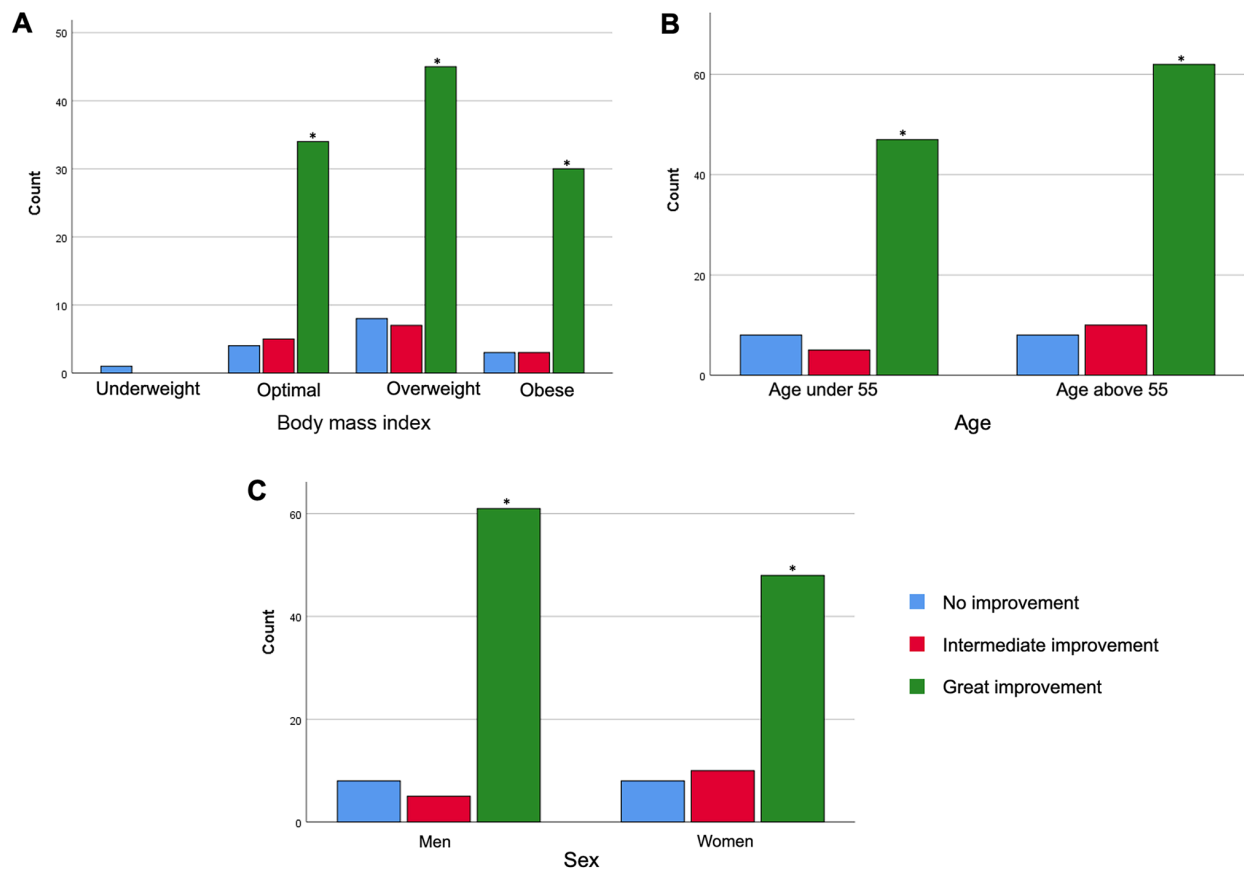 A
50
40
30
20
10
0
Count
* * *
Underweight Optimal Overweight Obese
Body mass index
B
60
40
20
0
Count
* *
Age under 55 Age above 55
Age
C
60
40
20
0
Count
* *
Men Women
Sex
No improvement
Intermediate improvement
Great improvement